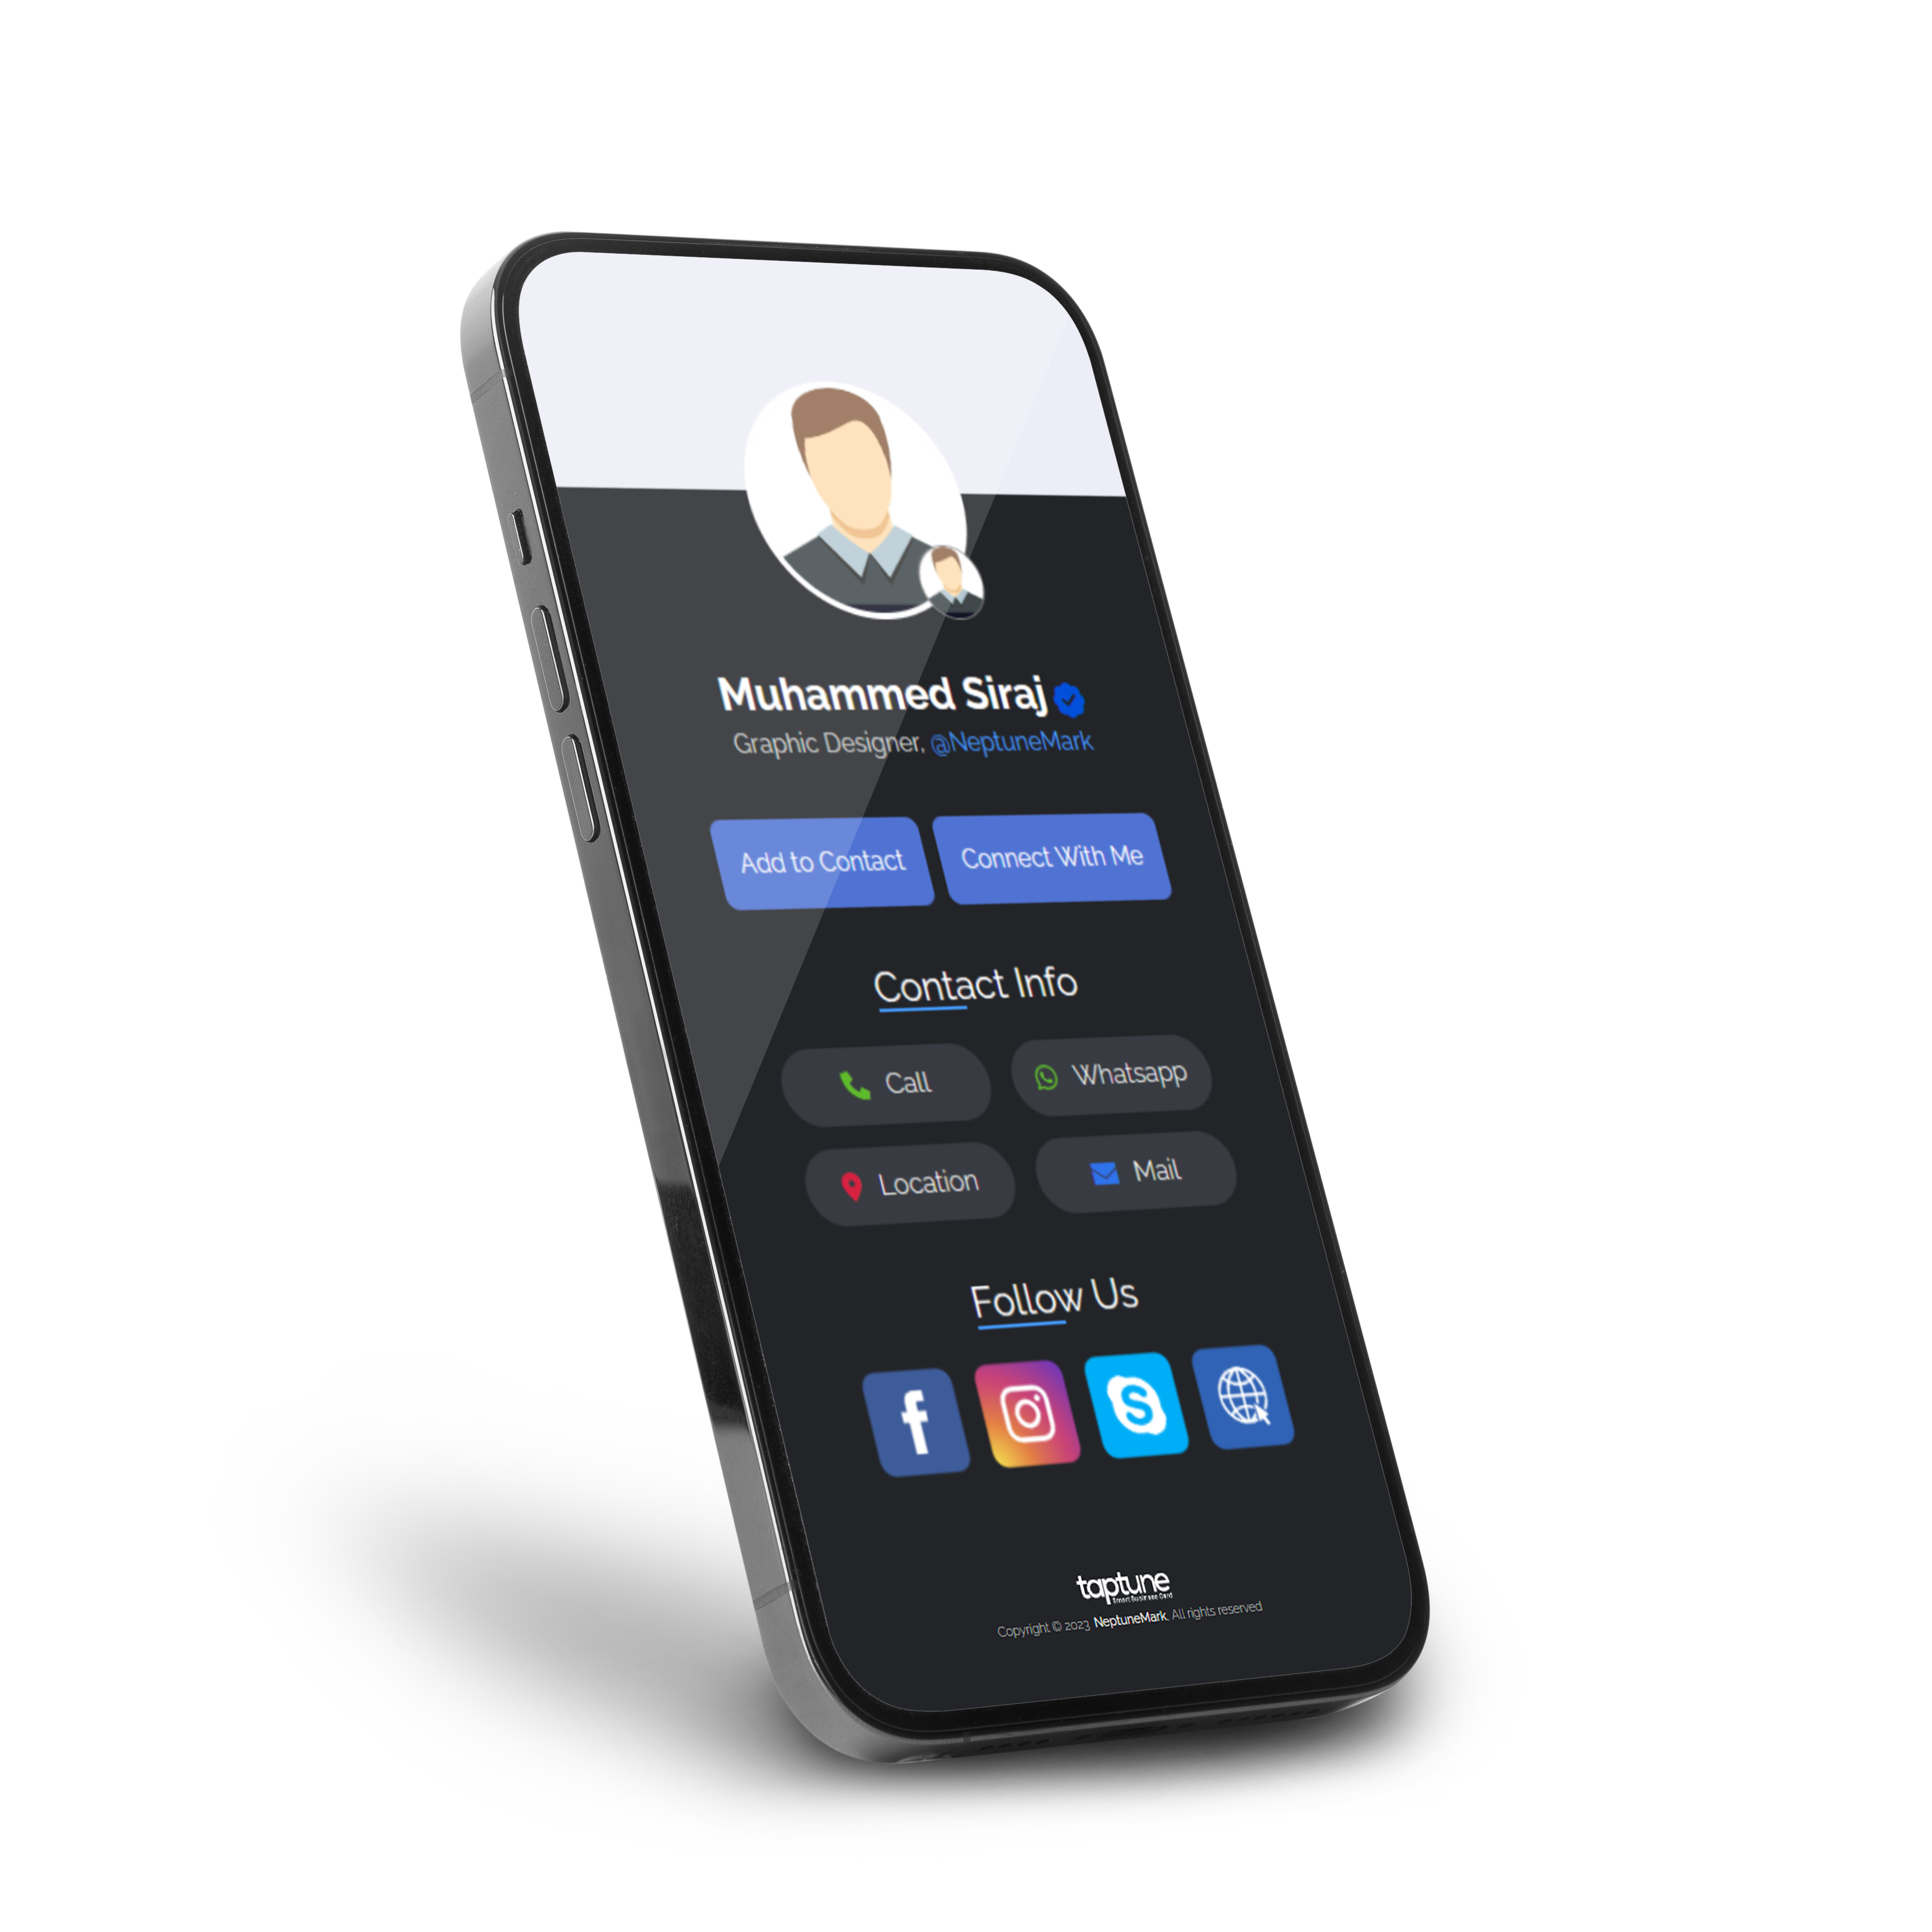 Muhammed Siraj
Graphic Designer, @NeptuneMark
Add to Contact
Connect With Me
Contact Info
Call
Whatsapp
Location
Mail
Follow Us
taptune
Smart Business Card
Copyright © 2023 NeptuneMark, All rights reserved